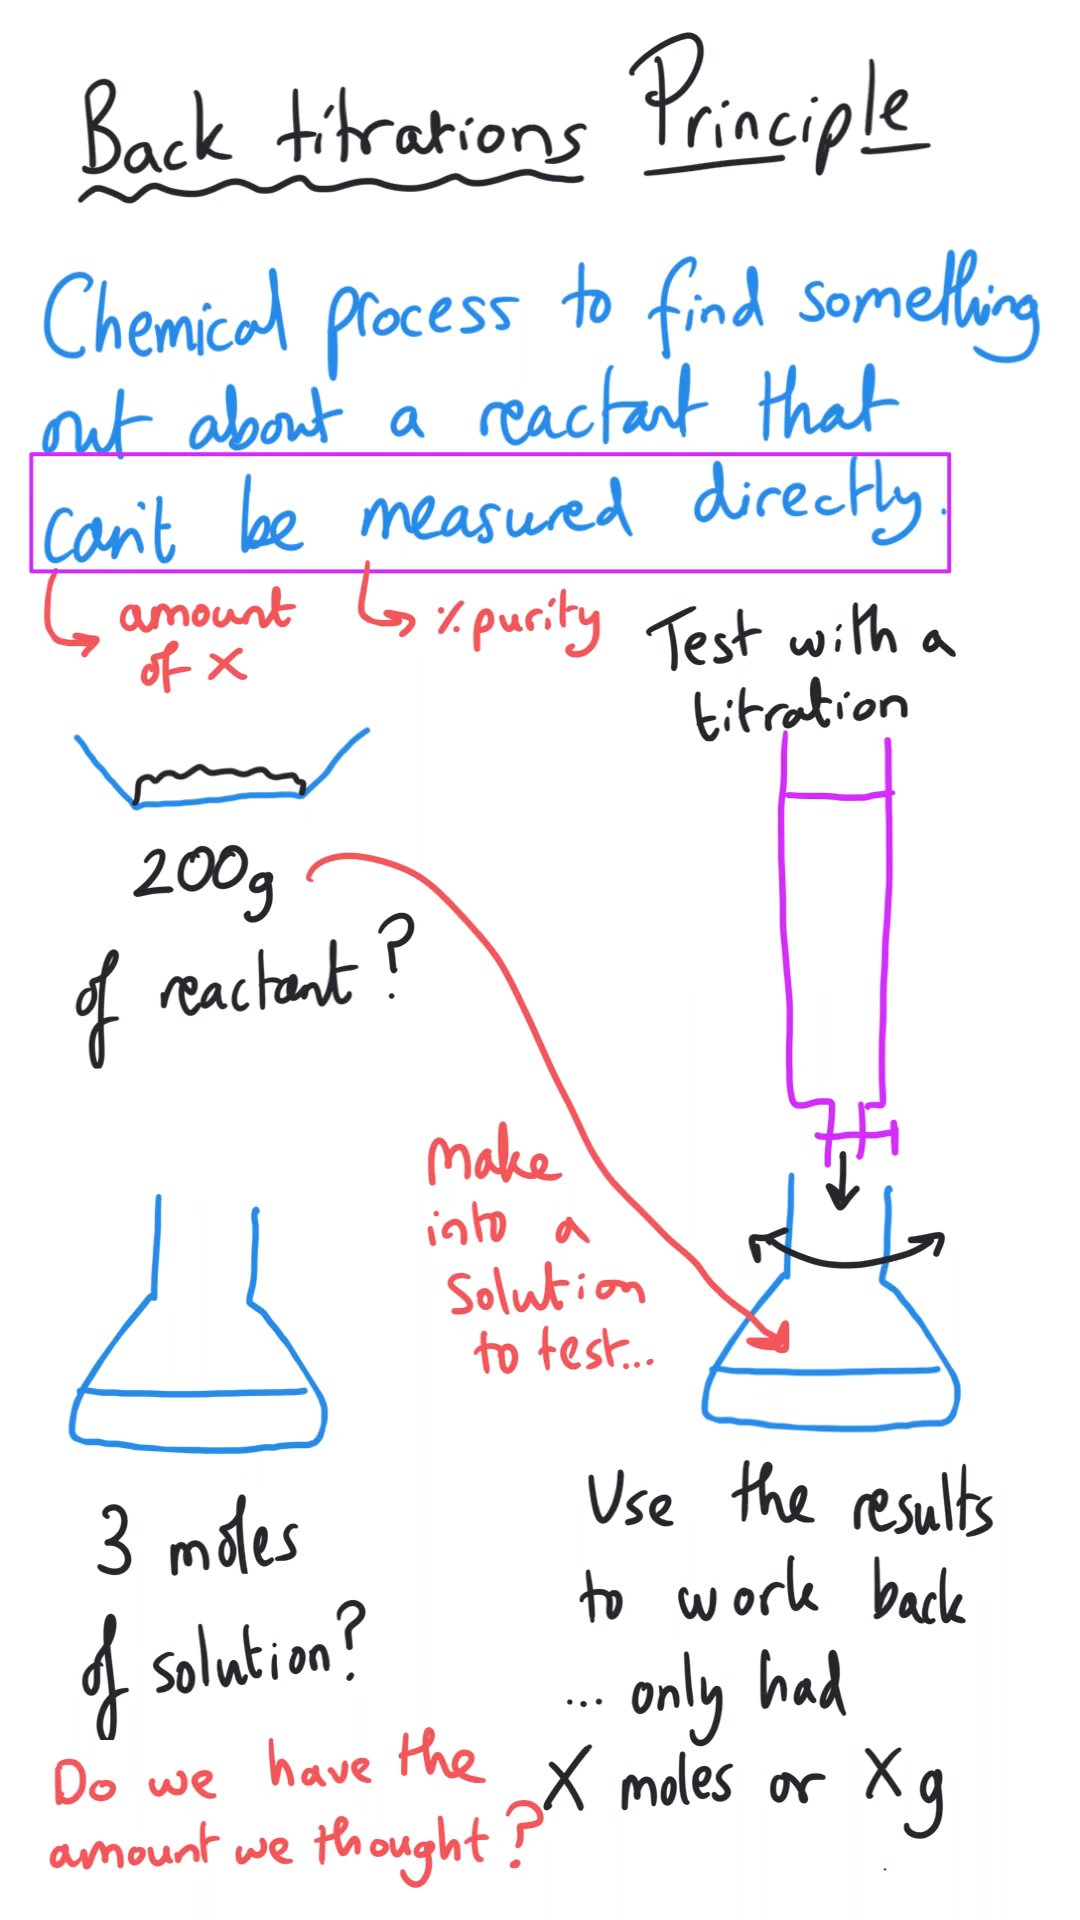 Back titrations Principle
Chemical process to find something
out about a reactant that
can't be measured directly.
amount
of X
% purity
Test with a
titration
200g
of reactant?
Make
into a
solution
to test...
3 moles
of solution?
Do we have the
amount we thought?
Use the results
to work back
... only had
X moles or Xg